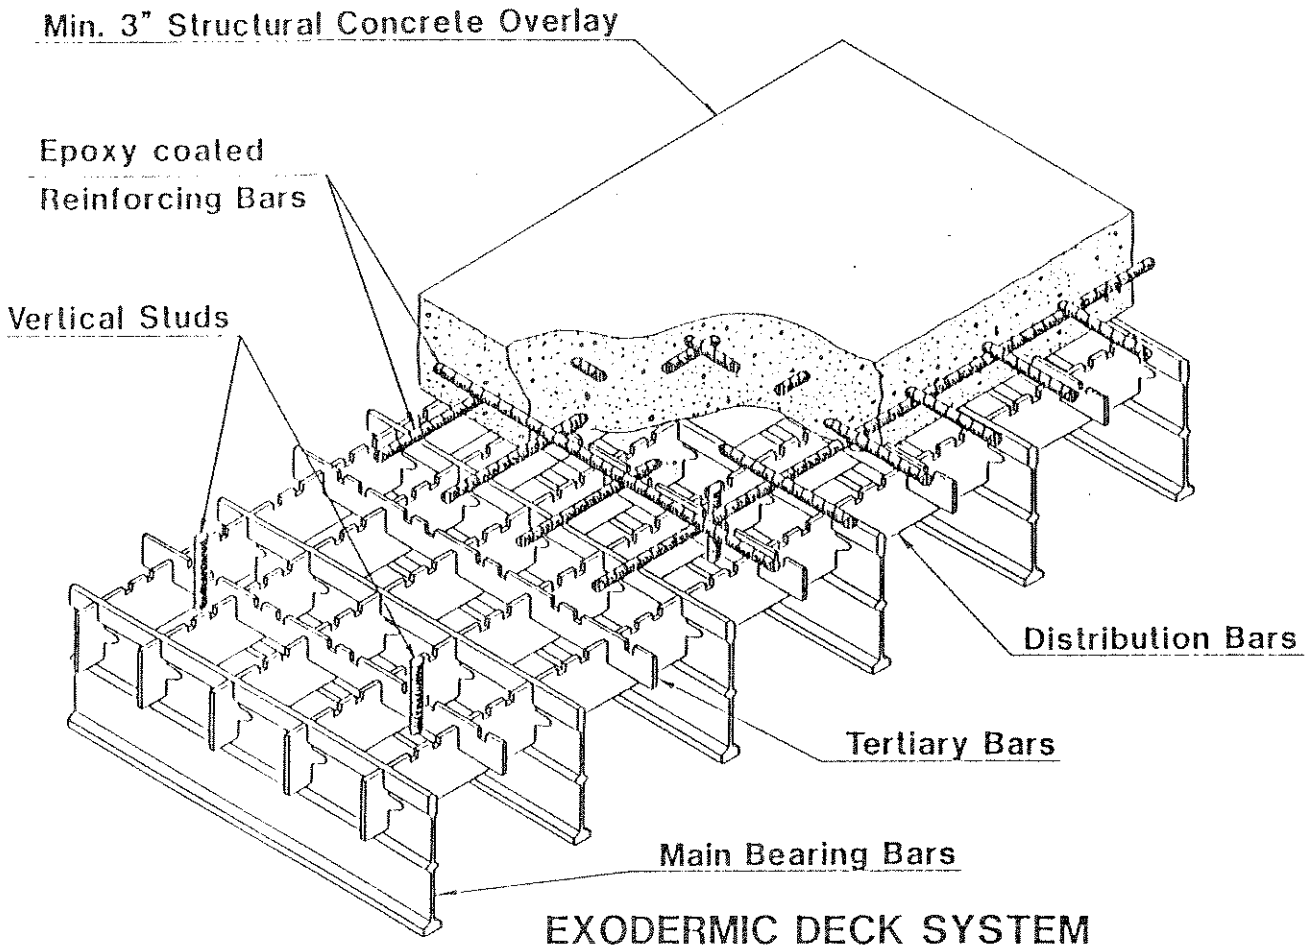 Min. 3" Structural Concrete Overlay
Epoxy coated
Reinforcing Bars
Vertical Studs
Distribution Bars
Tertiary Bars
Main Bearing Bars
EXODERMIC DECK SYSTEM